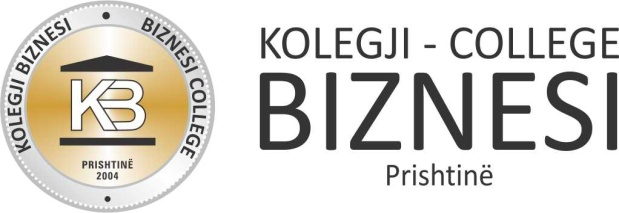 KOLEGJI BIZNESI
BIZNESI COLLEGE
KB
PRISHTINË
2004
KOLEGJI - COLLEGE
BIZNESI
Prishtinë